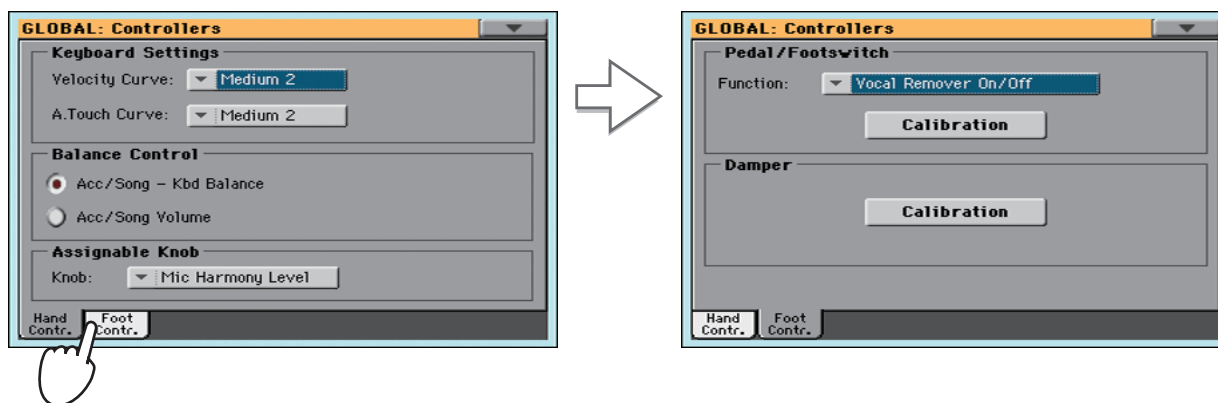 GLOBAL: Controllers
Keyboard Settings
Velocity Curve: Medium 2
A.Touch Curve: Medium 2
Balance Control
Acc/Song - Kbd Balance
Acc/Song Volume
Assignable Knob
Knob: Mic Harmony Level
Hand Contr.
Foot Contr.
GLOBAL: Controllers
Pedal/Footswitch
Function: Vocal Remover On/Off
Calibration
Damper
Calibration
Hand Contr.
Foot Contr.